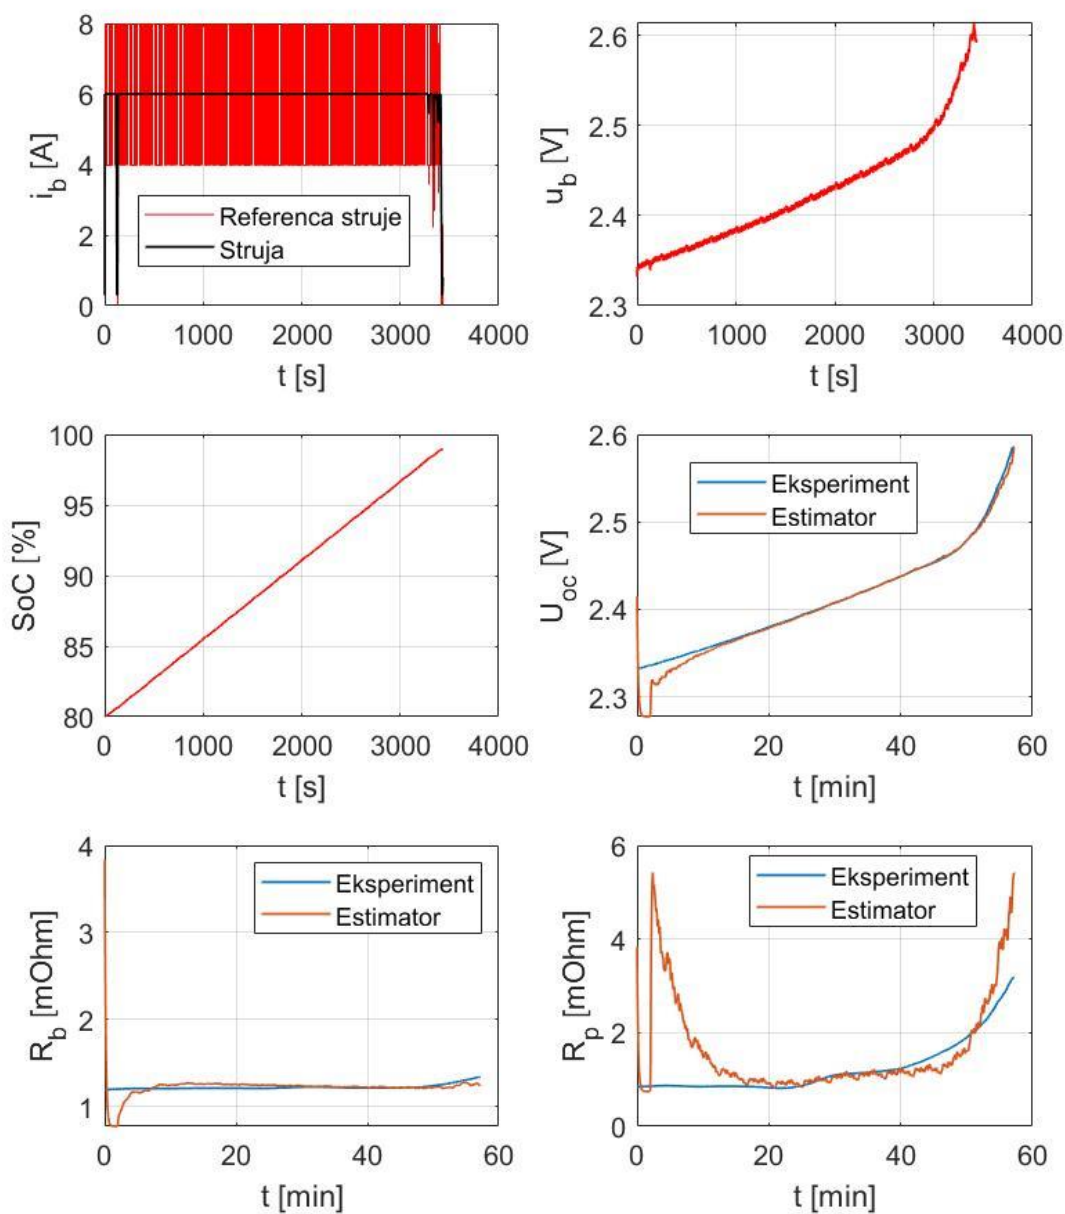 8
6
4
2
0
i_b [A]
Referenca struje
Struja
0 1000 2000 3000 4000
t [s]
2.6
2.5
2.4
2.3
u_b [V]
0 1000 2000 3000 4000
t [s]
100
95
90
85
80
SoC [%]
0 1000 2000 3000 4000
t [s]
2.6
2.5
2.4
2.3
U_oc [V]
Eksperiment
Estimator
0 20 40 60
t [min]
4
3
2
1
R_b [mOhm]
Eksperiment
Estimator
0 20 40 60
t [min]
6
4
2
0
R_p [mOhm]
Eksperiment
Estimator
0 20 40 60
t [min]